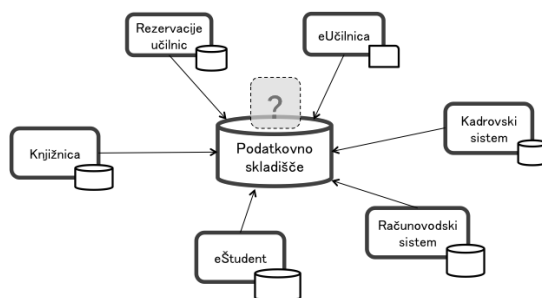 Rezervacije
učilnic
eUčilnica
?
Knjižnica
Podatkovno
skladišče
Kadrovski
sistem
eŠtudent
Računovodski
sistem